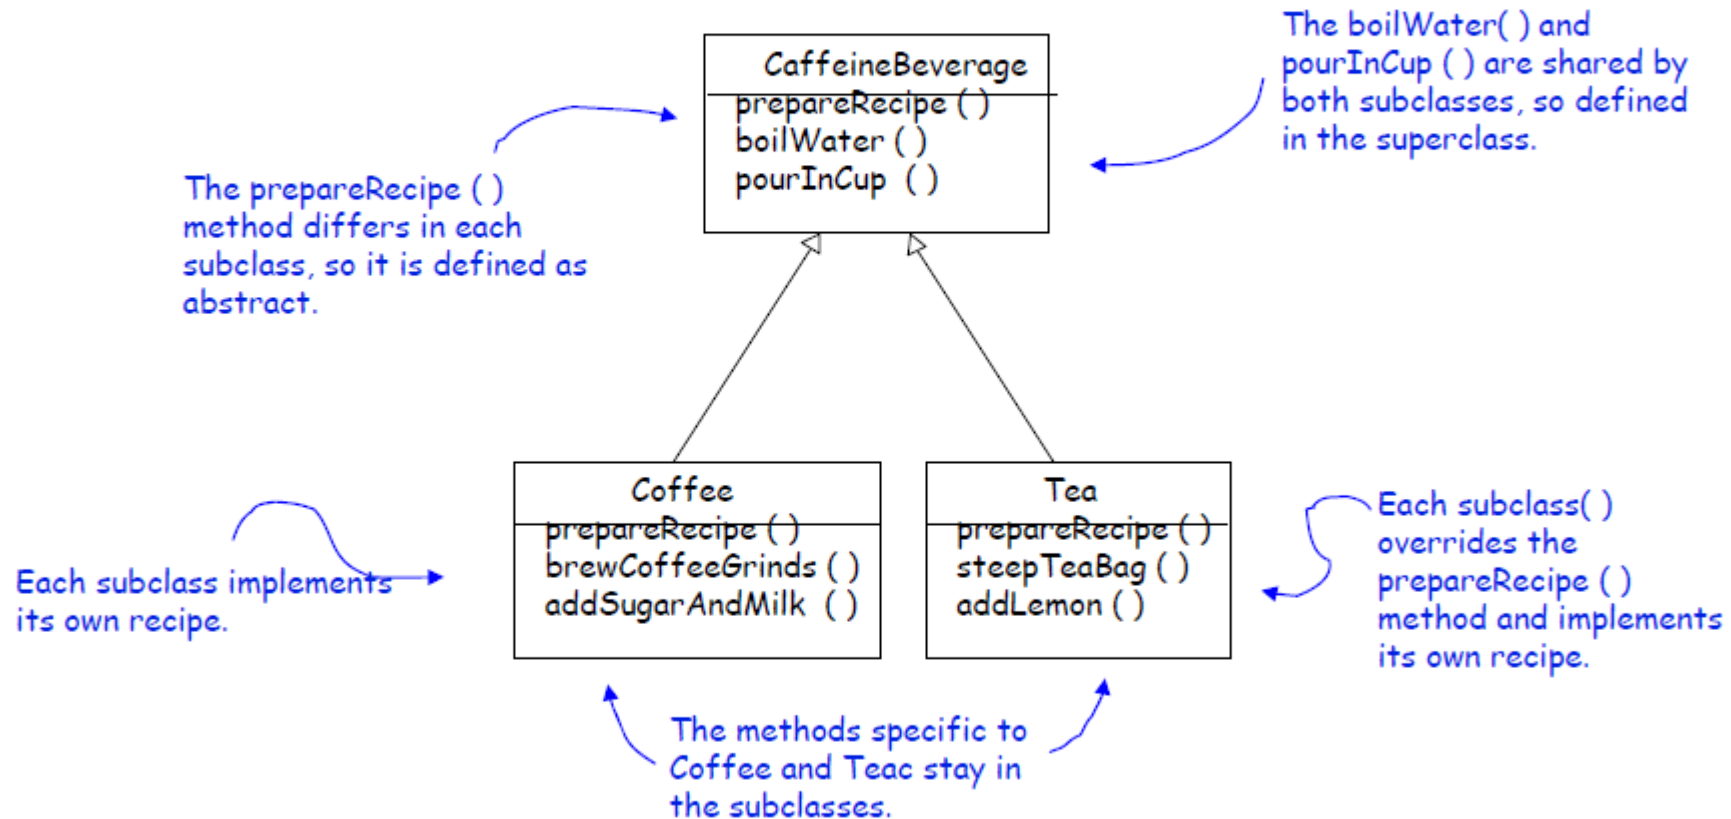 The boilWater( ) and
pourInCup ( ) are shared by
both subclasses, so defined
in the superclass.
CaffeineBeverage
prepareRecipe ( )
boilWater ( )
pourInCup ( )
The prepareRecipe ( )
method differs in each
subclass, so it is defined as
abstract.
Coffee
prepareRecipe ( )
brewCoffeeGrinds ( )
addSugarAndMilk ( )
Tea
prepareRecipe ( )
steepTeaBag ( )
addLemon ( )
Each subclass implements
its own recipe.
Each subclass( )
overrides the
prepareRecipe ( )
method and implements
its own recipe.
The methods specific to
Coffee and Teac stay in
the subclasses.